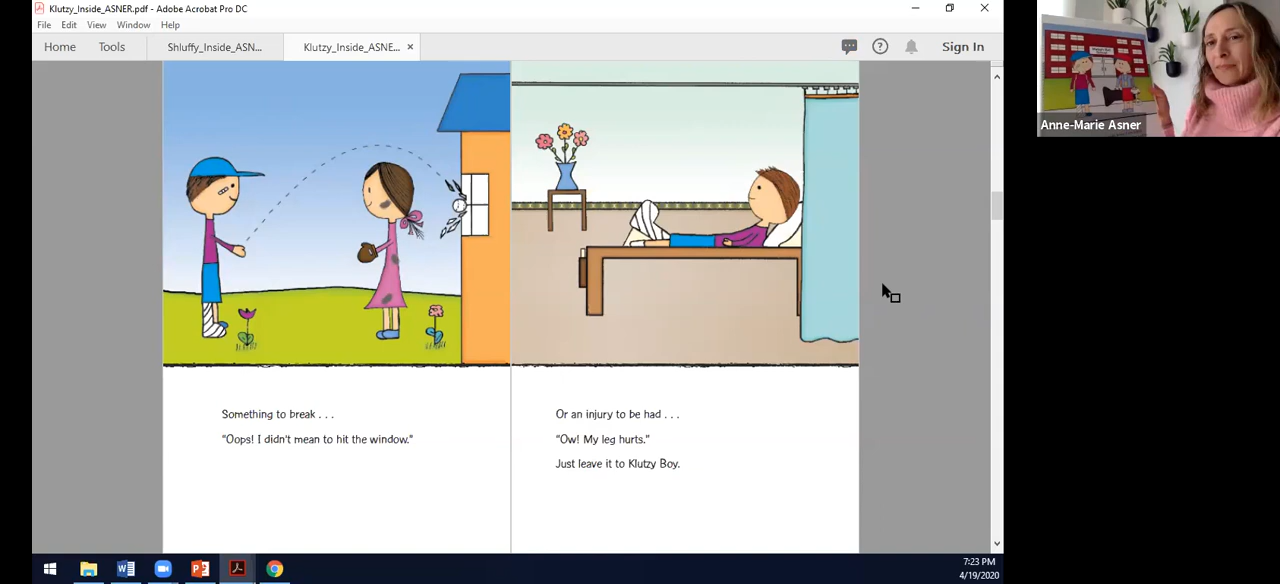 Klutzy_Inside_ASNER.pdf - Adobe Acrobat Pro DC
File Edit View Window Help
Home Tools Shluffy_Inside_ASN... Klutzy_Inside_ASNE... × Sign In
Anne-Marie Asner
Something to break . . .
"Oops! I didn't mean to hit the window."
Or an injury to be had . . .
"Ow! My leg hurts."
Just leave it to Klutzy Boy.
7:23 PM
4/19/2020